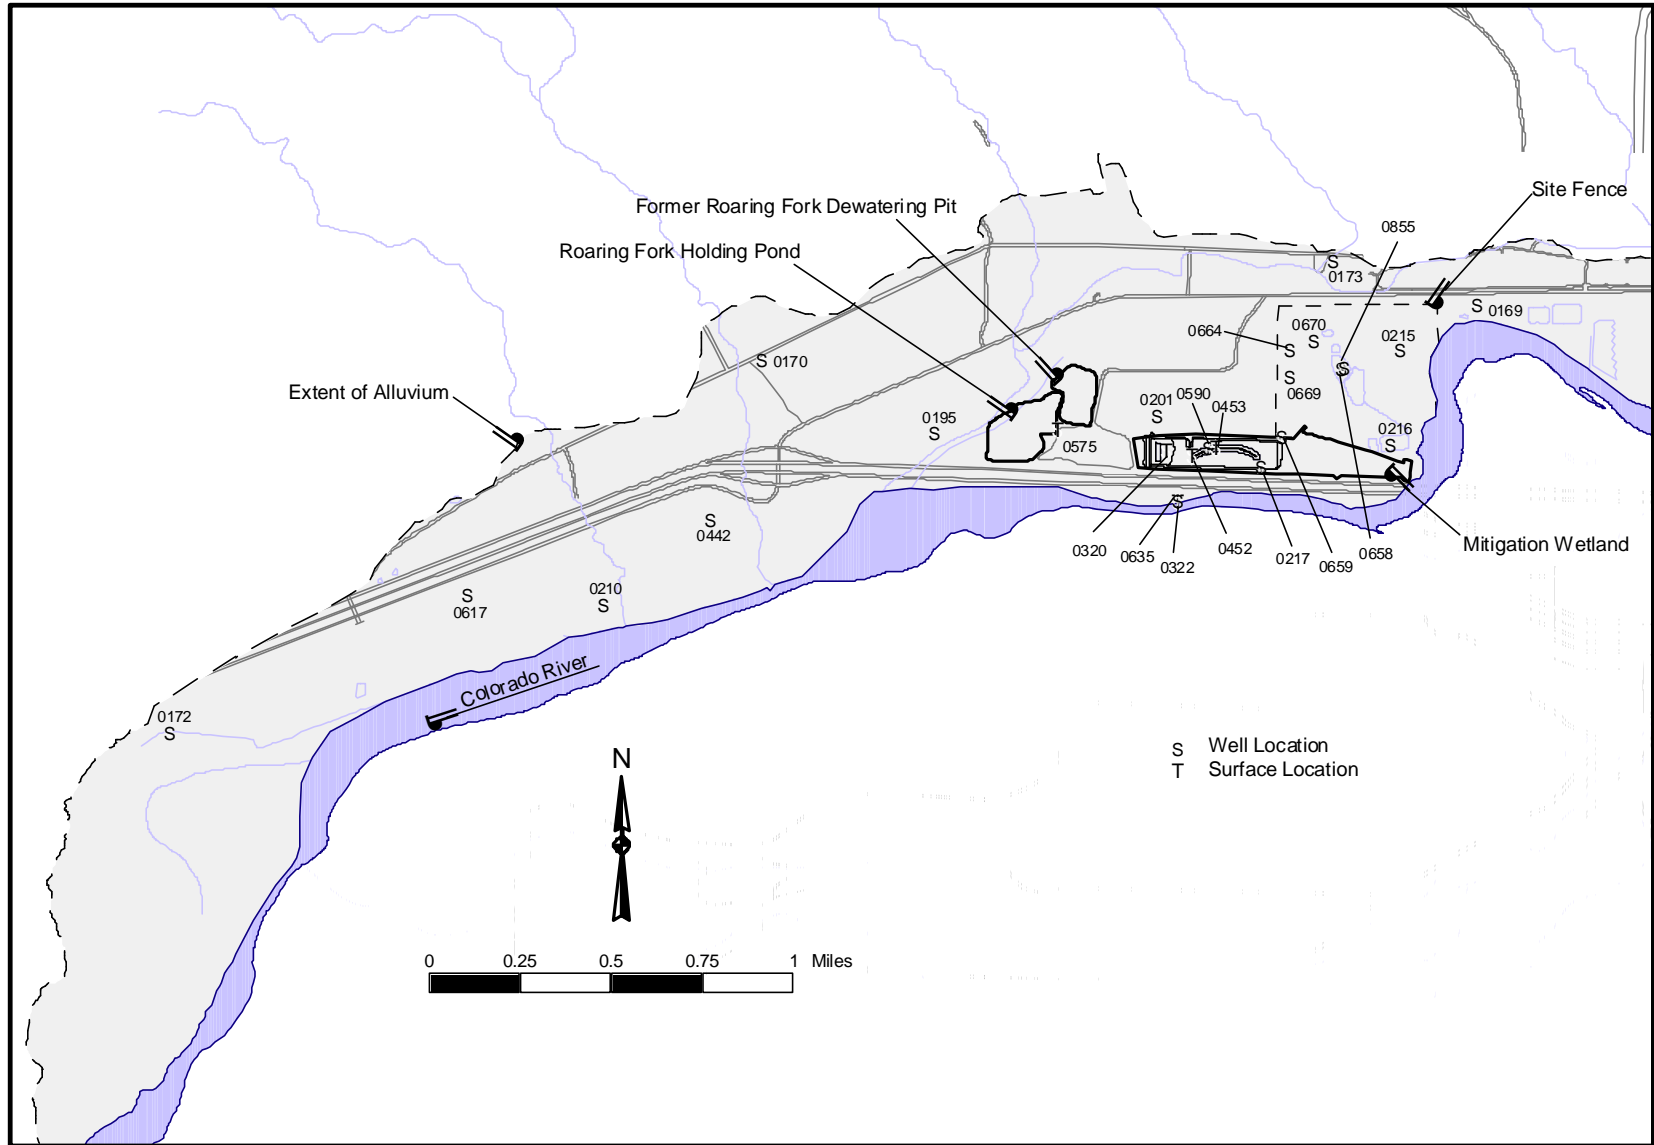 Site Fence
Former Roaring Fork Dewatering Pit
0855
Roaring Fork Holding Pond
S
0173
S 0169
0664
0670
S
0215
S
S
S 0170
S
S
0669
Extent of Alluvium
0195
S
0201
S
0590
0453
0216
S
0575
S
S
S
S
0442
S
0320
0635
0322
0452
0217
0659
0658
Mitigation Wetland
S
0617
0210
S
Colorado River
0172
S
N
S Well Location
T Surface Location
0 0.25 0.5 0.75 1 Miles